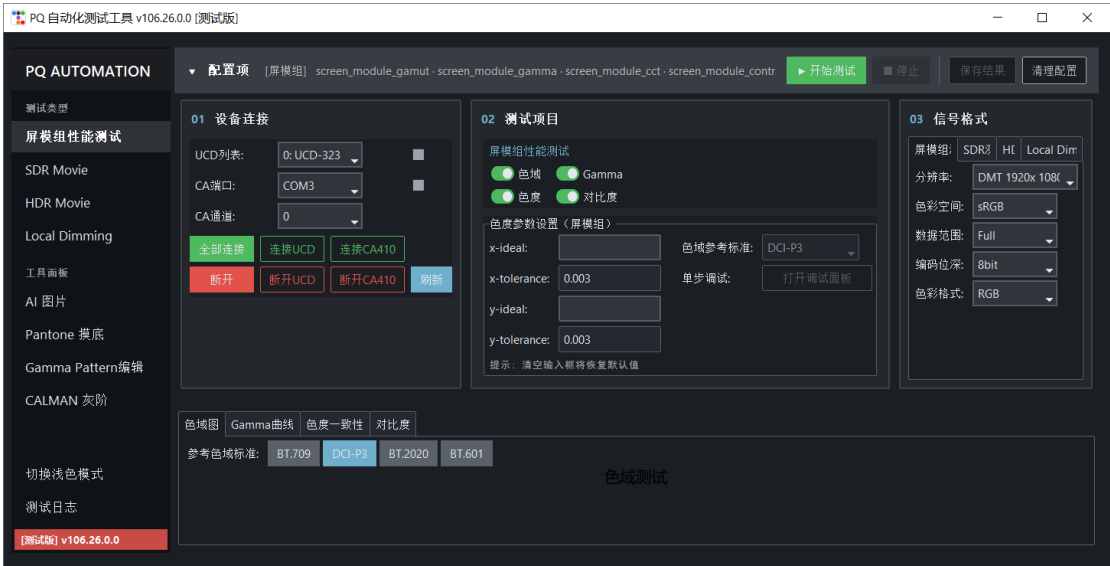 PQ 自动化测试工具 v106.26.0.0 [测试版]
PQ AUTOMATION
测试类型
屏模组性能测试
SDR Movie
HDR Movie
Local Dimming
工具面板
AI 图片
Pantone 摸底
Gamma Pattern编辑
CALMAN 灰阶
切换浅色模式
测试日志
[测试版] v106.26.0.0
▼ 配置项 [屏模组] screen_module_gamut · screen_module_gamma · screen_module_cct · screen_module_contr
▶ 开始测试 ■ 停止 保存结果 清理配置
01 设备连接
UCD列表: 0: UCD-323
CA端口: COM3
CA通道: 0
全部连接 连接UCD 连接CA410
断开 断开UCD 断开CA410 刷新
02 测试项目
屏模组性能测试
色域 Gamma
色度 对比度
色度参数设置（屏模组）
x-ideal: 色域参考标准: DCI-P3
x-tolerance: 0.003 单步调试: 打开调试面板
y-ideal:
y-tolerance: 0.003
提示: 清空输入框将恢复默认值
03 信号格式
屏模组 SDR Local Dim
分辨率: DMT 1920x 108
色彩空间: sRGB
数据范围: Full
编码位深: 8bit
色彩格式: RGB
色域图 Gamma曲线 色度一致性 对比度
参考色域标准: BT.709 DCI-P3 BT.2020 BT.601
色域测试